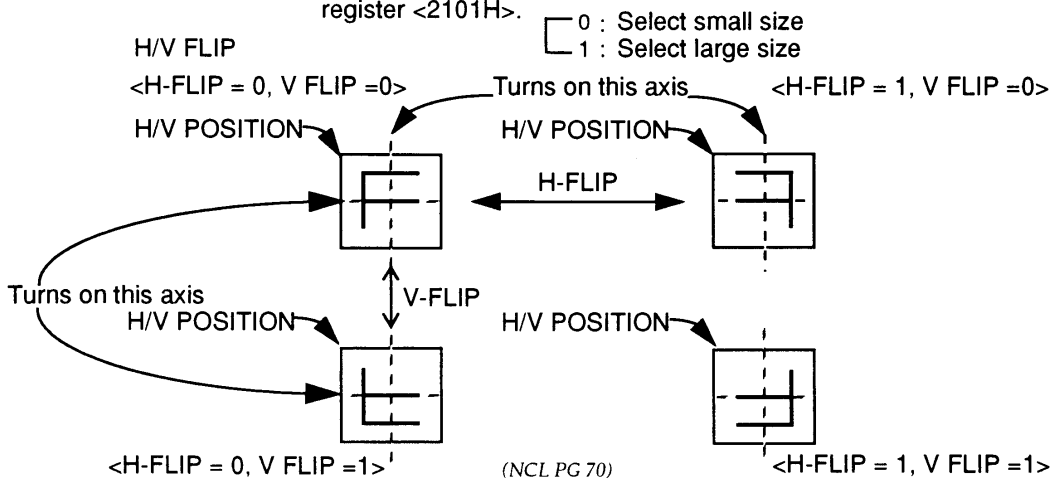 register <2101H>.
0 : Select small size
1 : Select large size
H/V FLIP
<H-FLIP = 0, V FLIP =0>
Turns on this axis
<H-FLIP = 1, V FLIP =0>
H/V POSITION
H/V POSITION
H-FLIP
Turns on this axis
V-FLIP
H/V POSITION
H/V POSITION
<H-FLIP = 0, V FLIP =1>
(NCL PG 70)
<H-FLIP = 1, V FLIP =1>